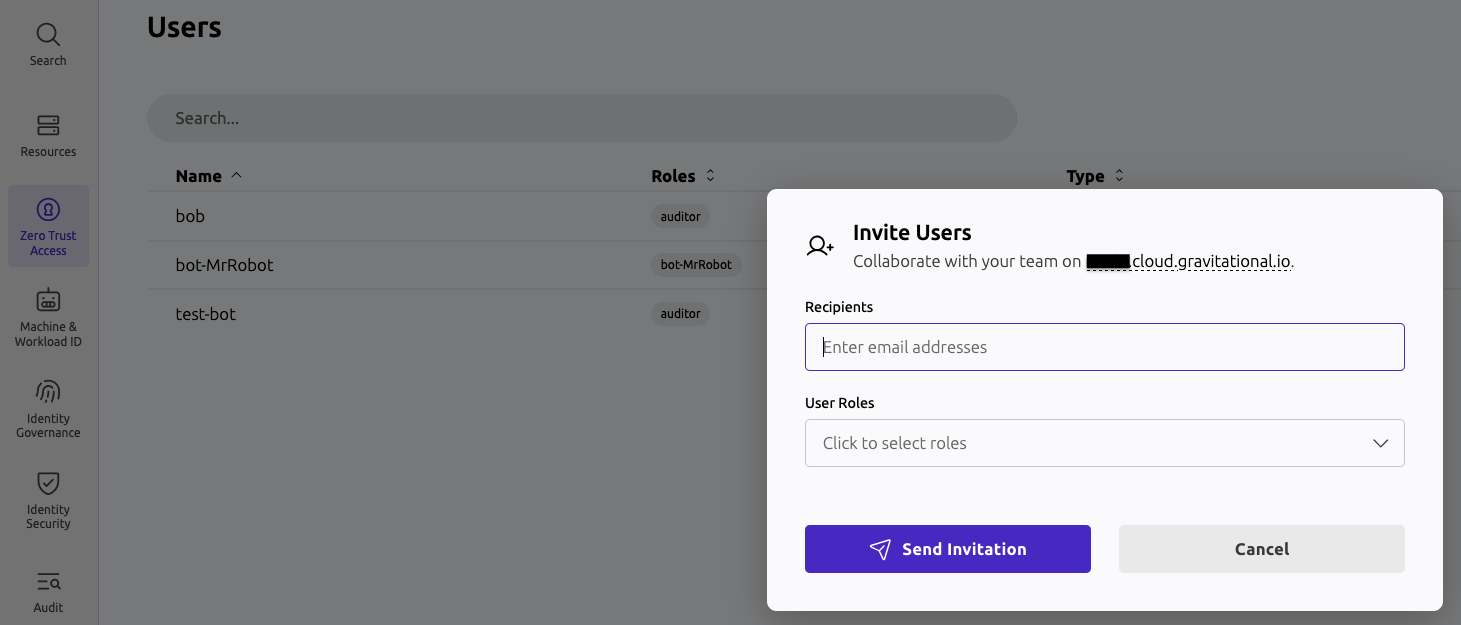 Users
Search
Resources
Zero Trust
Access
Machine &
Workload ID
Identity
Governance
Identity
Security
Audit
Search...
Name Roles Type
bob auditor
bot-MrRobot bot-MrRobot
test-bot auditor
Invite Users
Collaborate with your team on .cloud.gravitational.io.
Recipients
Enter email addresses
User Roles
Click to select roles
Send Invitation Cancel